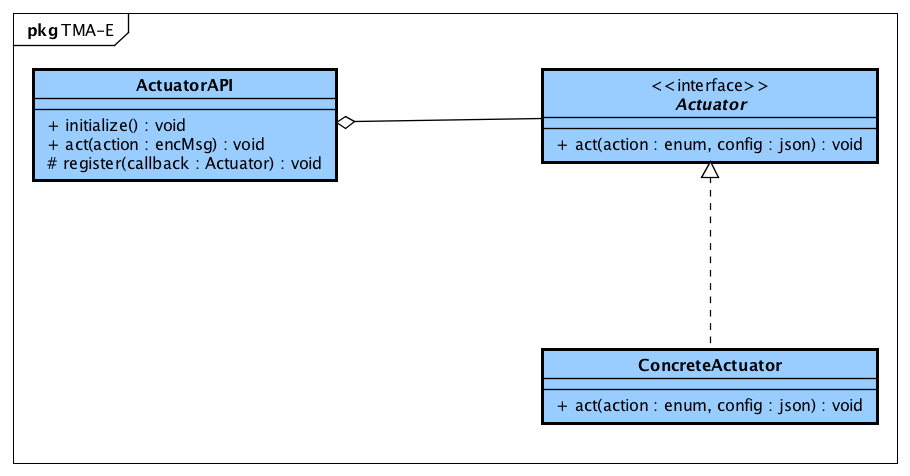 pkg TMA-E
ActuatorAPI
+ initialize() : void
+ act(action : encMsg) : void
# register(callback : Actuator) : void
<<interface>>
Actuator
+ act(action : enum, config : json) : void
ConcreteActuator
+ act(action : enum, config : json) : void